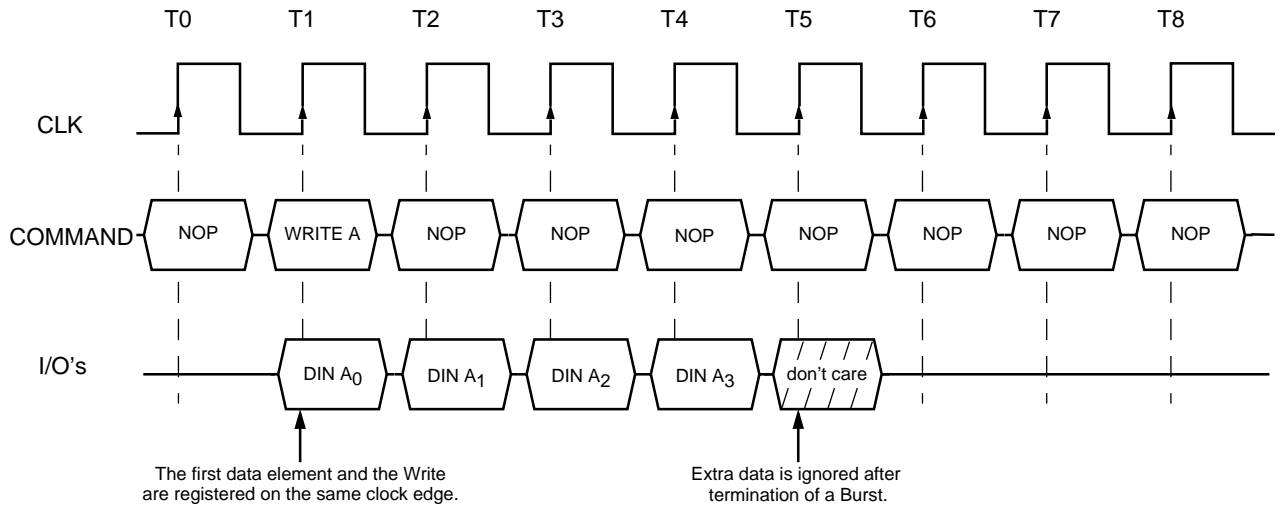 T0 T1 T2 T3 T4 T5 T6 T7 T8
CLK
COMMAND NOP WRITE A NOP NOP NOP NOP NOP NOP NOP
I/O's DIN A0 DIN A1 DIN A2 DIN A3 don't care
The first data element and the Write
are registered on the same clock edge.
Extra data is ignored after
termination of a Burst.